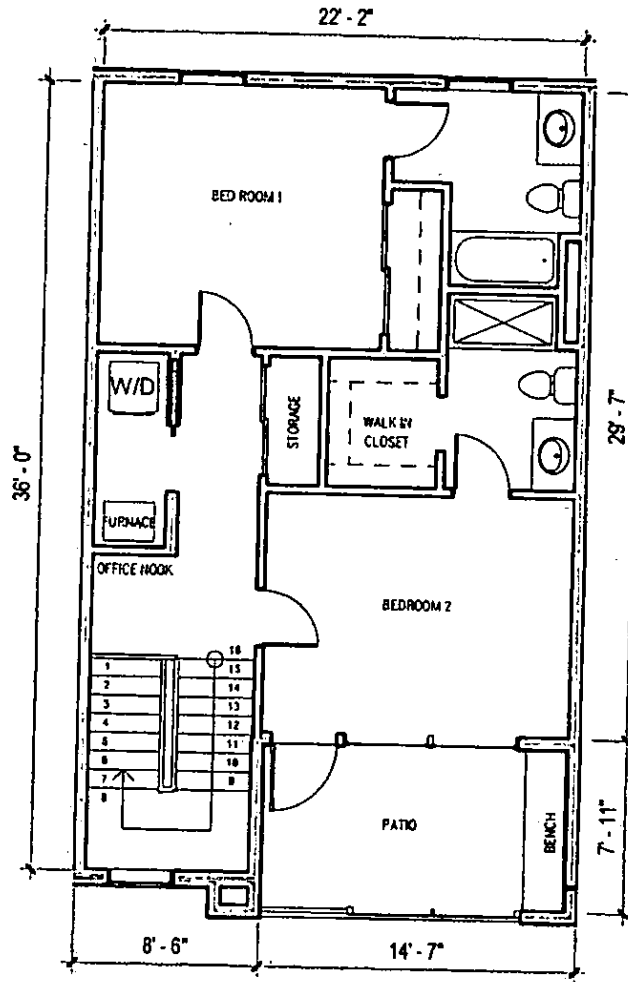 22' - 2"
BED ROOM 1
W/D
STORAGE
WALK IN
CLOSET
36' - 0"
29' - 7"
FURNACE
OFFICE NOOK
BEDROOM 2
16
1
15
2
14
3
13
4
12
5
11
6
10
7
9
8
PATIO
BENCH
7' - 11"
8' - 6"
14' - 7"